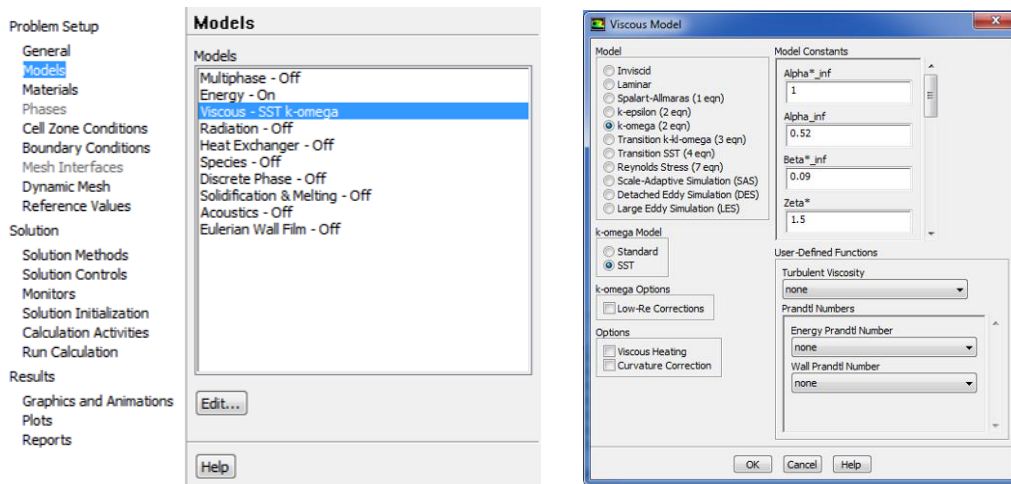 Problem Setup
General
Models
Materials
Phases
Cell Zone Conditions
Boundary Conditions
Mesh Interfaces
Dynamic Mesh
Reference Values
Solution
Solution Methods
Solution Controls
Monitors
Solution Initialization
Calculation Activities
Run Calculation
Results
Graphics and Animations
Plots
Reports
Models
Models
Multiphase - Off
Energy - On
Viscous - SST k-omega
Radiation - Off
Heat Exchanger - Off
Species - Off
Discrete Phase - Off
Solidification & Melting - Off
Acoustics - Off
Eulerian Wall Film - Off
Edit...
Help
Viscous Model
Model
Inviscid
Laminar
Spalart-Allmaras (1 eqn)
k-epsilon (2 eqn)
k-omega (2 eqn)
Transition k-kl-omega (3 eqn)
Transition SST (4 eqn)
Reynolds Stress (7 eqn)
Scale-Adaptive Simulation (SAS)
Detached Eddy Simulation (DES)
Large Eddy Simulation (LES)
k-omega Model
Standard
SST
k-omega Options
Low-Re Corrections
Options
Viscous Heating
Curvature Correction
Model Constants
Alpha*_inf
1
Alpha_inf
0.52
Beta*_inf
0.09
Zeta*
1.5
User-Defined Functions
Turbulent Viscosity
none
Prandtl Numbers
Energy Prandtl Number
none
Wall Prandtl Number
none
OK Cancel Help